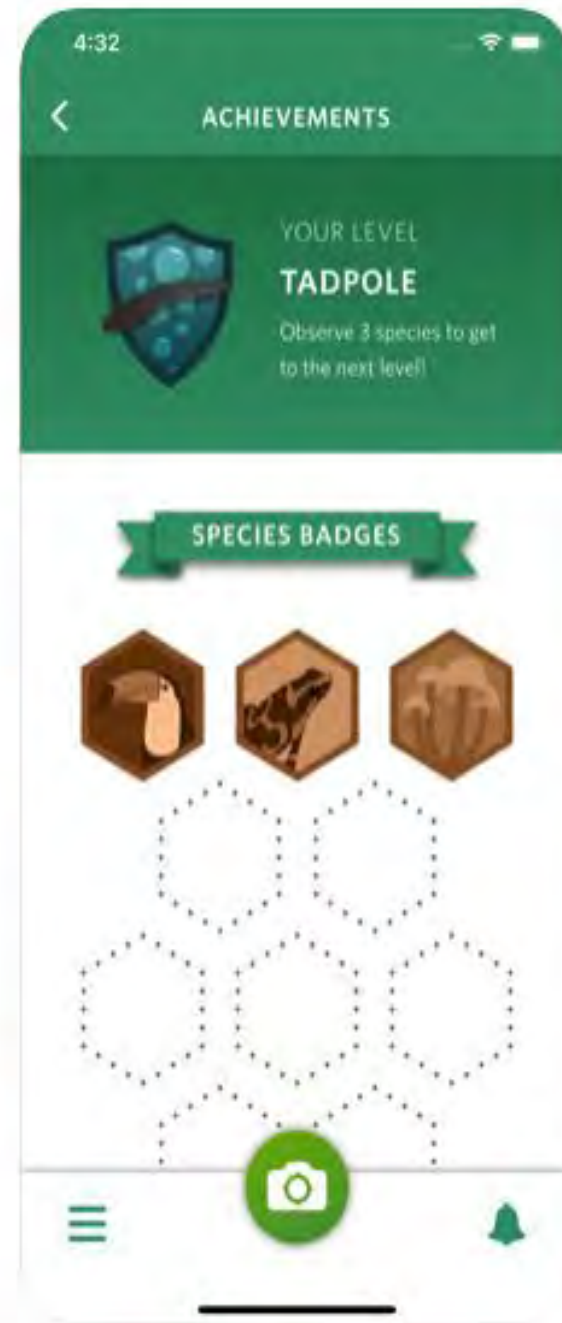 4:32
ACHIEVEMENTS
YOUR LEVEL
TADPOLE
Observe 3 species to get
to the next level!
SPECIES BADGES